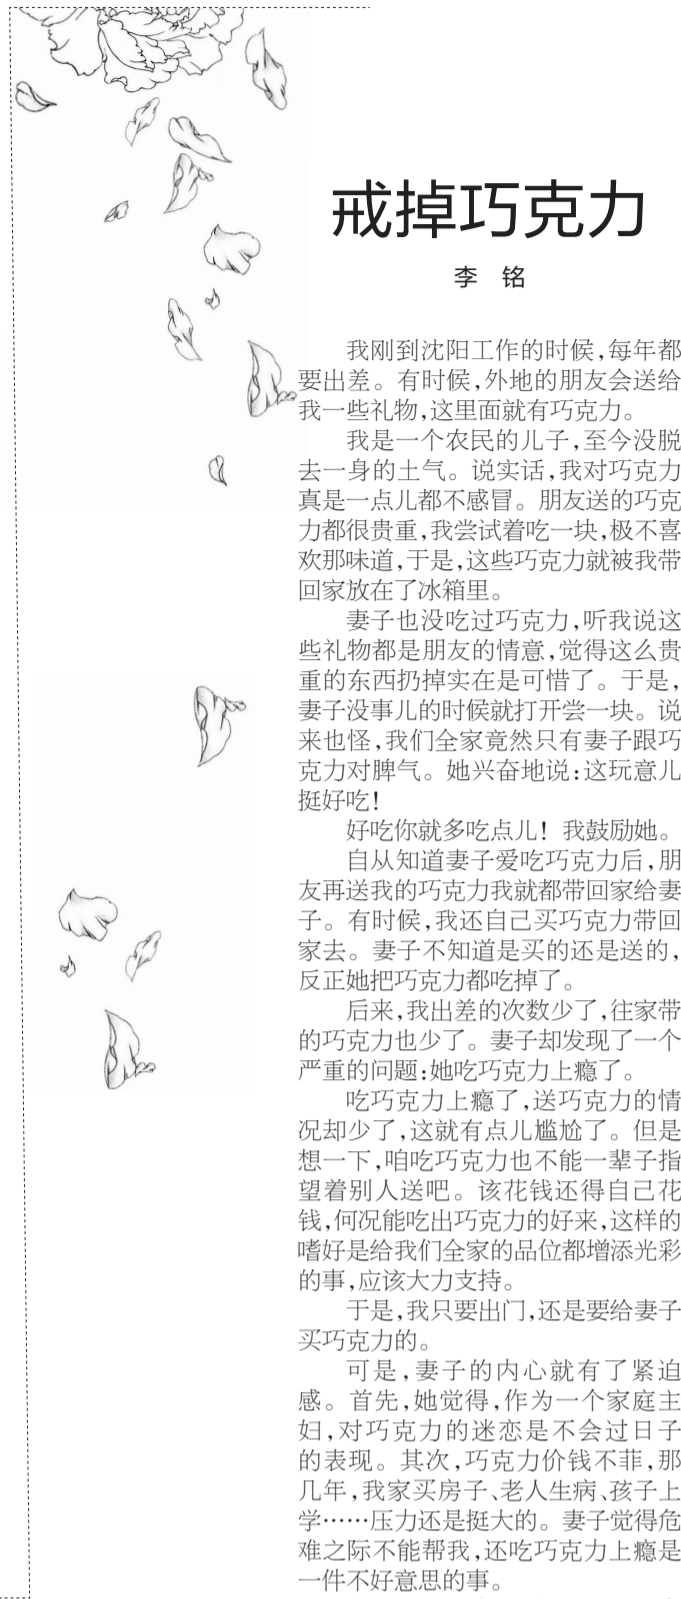 戒掉巧克力
李 铭
我刚到沈阳工作的时候,每年都
要出差。有时候,外地的朋友会送给
我一些礼物,这里面就有巧克力。
我是一个农民的儿子,至今没脱
去一身的土气。说实话,我对巧克力
真是一点儿都不感冒。朋友送的巧克
力都很贵重,我尝试着吃一块,极不喜
欢那味道,于是,这些巧克力就被我带
回家放在了冰箱里。
妻子也没吃过巧克力,听我说这
些礼物都是朋友的情意,觉得这么贵
重的东西扔掉实在是可惜了。于是,
妻子没事儿的时候就打开尝一块。说
来也怪,我们全家竟然只有妻子跟巧
克力对脾气。她兴奋地说:这玩意儿
挺好吃!
好吃你就多吃点儿! 我鼓励她。
自从知道妻子爱吃巧克力后,朋
友再送我的巧克力我就都带回家给妻
子。有时候,我还自己买巧克力带回
家去。妻子不知道是买的还是送的,
反正她把巧克力都吃掉了。
后来,我出差的次数少了,往家带
的巧克力也少了。妻子却发现了一个
严重的问题:她吃巧克力上瘾了。
吃巧克力上瘾了,送巧克力的情
况却少了,这就有点儿尴尬了。但是
想一下,咱吃巧克力也不能一辈子指
望着别人送吧。该花钱还得自己花
钱,何况能吃出巧克力的好来,这样的
嗜好是给我们全家的品位都增添光彩
的事,应该大力支持。
于是,我只要出门,还是要给妻子
买巧克力的。
可是,妻子的内心就有了紧迫
感。首先,她觉得,作为一个家庭主
妇,对巧克力的迷恋是不会过日子
的表现。其次,巧克力价钱不菲,那
几年,我家买房子、老人生病、孩子上
学……压力还是挺大的。妻子觉得危
难之际不能帮我,还吃巧克力上瘾是
一件不好意思的事。